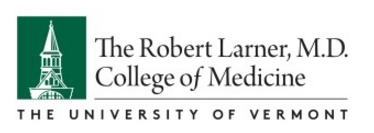 The Robert Larner, M.D.
College of Medicine
THE UNIVERSITY OF VERMONT